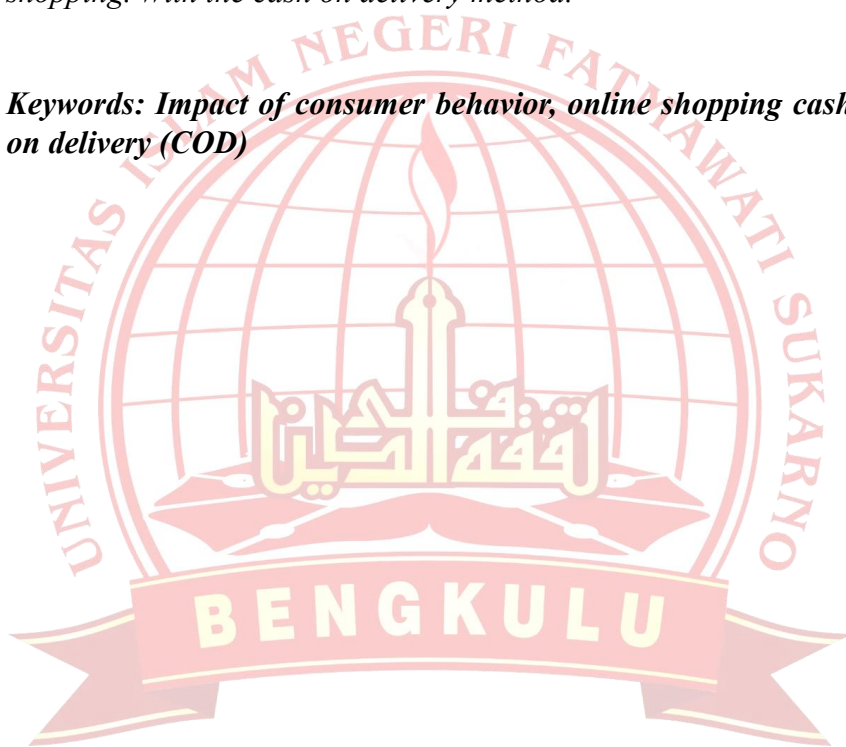 shopping. With the cash on delivery method.
Keywords: Impact of consumer behavior, online shopping cash
on delivery (COD)
UNIVERSITAS ISLAM NEGERI FATMAWATI SUKARNO
BENGKULU